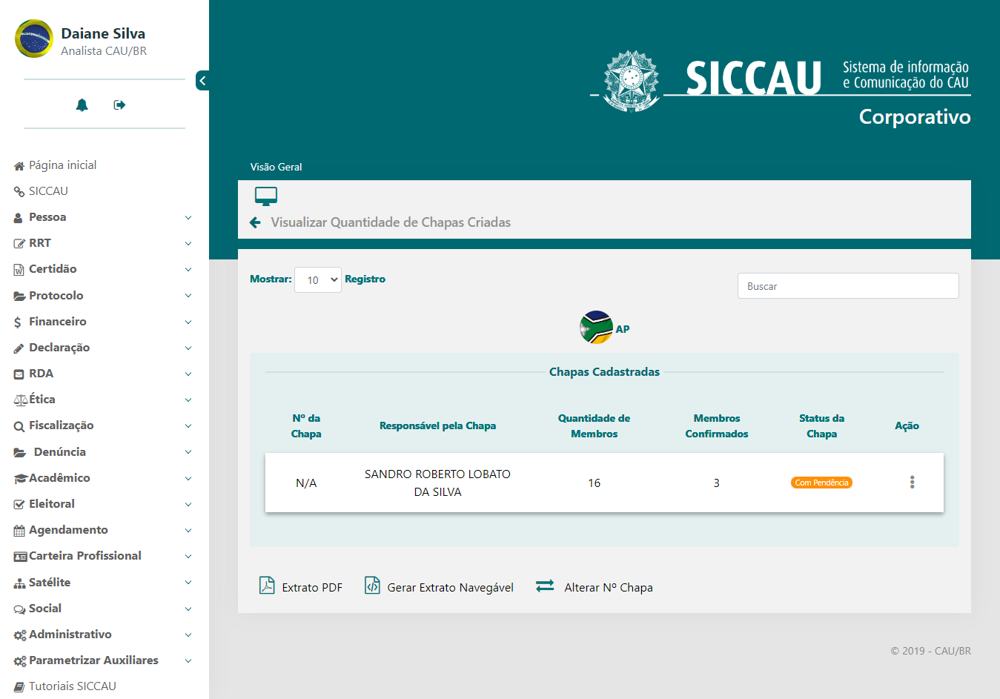 Daiane Silva
Analista CAU/BR
Página inicial
SICCAU
Pessoa
RRT
Certidão
Protocolo
Financeiro
Declaração
RDA
Ética
Fiscalização
Denúncia
Acadêmico
Eleitoral
Agendamento
Carteira Profissional
Satélite
Social
Administrativo
Parametrizar Auxiliares
Tutoriais SICCAU
SICCAU
Sistema de informação
e Comunicação do CAU
Corporativo
Visão Geral
Visualizar Quantidade de Chapas Criadas
Mostrar: 10 Registro
Buscar
AP
Chapas Cadastradas
Nº da Chapa
Responsável pela Chapa
Quantidade de Membros
Membros Confirmados
Status da Chapa
Ação
N/A
SANDRO ROBERTO LOBATO
DA SILVA
16
3
Com Pendência
Extrato PDF
Gerar Extrato Navegável
Alterar Nº Chapa
© 2019 - CAU/BR